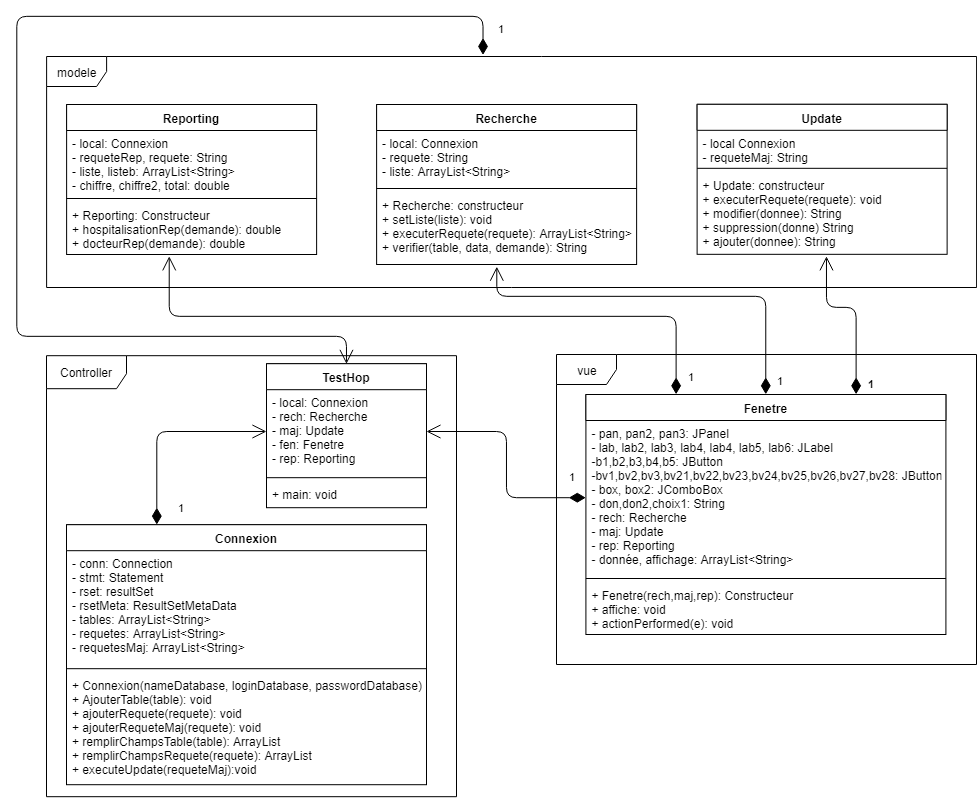 1
modele
Reporting
- local: Connexion
- requeteRep, requete: String
- liste, listeb: ArrayList<String>
- chiffre, chiffre2, total: double
+ Reporting: Constructeur
+ hospitalisationRep(demande): double
+ docteurRep(demande): double
Recherche
- local: Connexion
- requete: String
- liste: ArrayList<String>
+ Recherche: constructeur
+ setListe(liste): void
+ executerRequete(requete): ArrayList<String>
+ verifier(table, data, demande): String
Update
- local Connexion
- requeteMaj: String
+ Update: constructeur
+ executerRequete(requete): void
+ modifier(donnee): String
+ suppression(donne) String
+ ajouter(donnee): String
Controller
TestHop
- local: Connexion
- rech: Recherche
- maj: Update
- fen: Fenetre
- rep: Reporting
+ main: void
1
Connexion
- conn: Connection
- stmt: Statement
- rset: resultSet
- rsetMeta: ResultSetMetaData
- tables: ArrayList<String>
- requetes: ArrayList<String>
- requetesMaj: ArrayList<String>
+ Connexion(nameDatabase, loginDatabase, passwordDatabase)
+ AjouterTable(table): void
+ ajouterRequete(requete): void
+ ajouterRequeteMaj(requete): void
+ remplirChampsTable(table): ArrayList
+ remplirChampsRequete(requete): ArrayList
+ executeUpdate(requeteMaj):void
vue
1
1
1
1
Fenetre
- pan, pan2, pan3: JPanel
- lab, lab2, lab3, lab4, lab4, lab5, lab6: JLabel
-b1,b2,b3,b4,b5: JButton
-bv1,bv2,bv3,bv21,bv22,bv23,bv24,bv25,bv26,bv27,bv28: JButton
- box, box2: JComboBox
- don,don2,choix1: String
- rech: Recherche
- maj: Update
- rep: Reporting
- donnée, affichage: ArrayList<String>
+ Fenetre(rech,maj,rep): Constructeur
+ affiche: void
+ actionPerformed(e): void